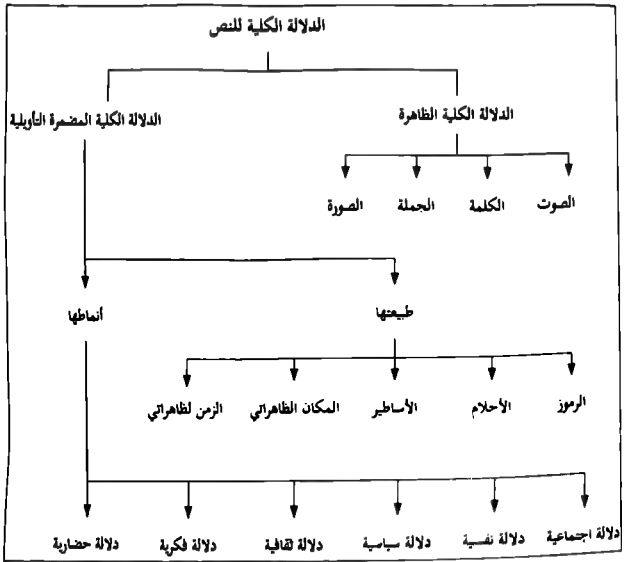 الدلالة الكلية للنص
الدلالة الكلية الظاهرة
الدلالة الكلية المضمرة التأويلية
الصوت الكلمة الجملة الصورة
طبيعتها أنماطها
الرموز الأحلام الأساطير المكان الظاهراتي الزمن لظاهراتي
دلالة اجتماعية دلالة نفسية دلالة سياسية دلالة ثقافية دلالة فكرية دلالة حضارية